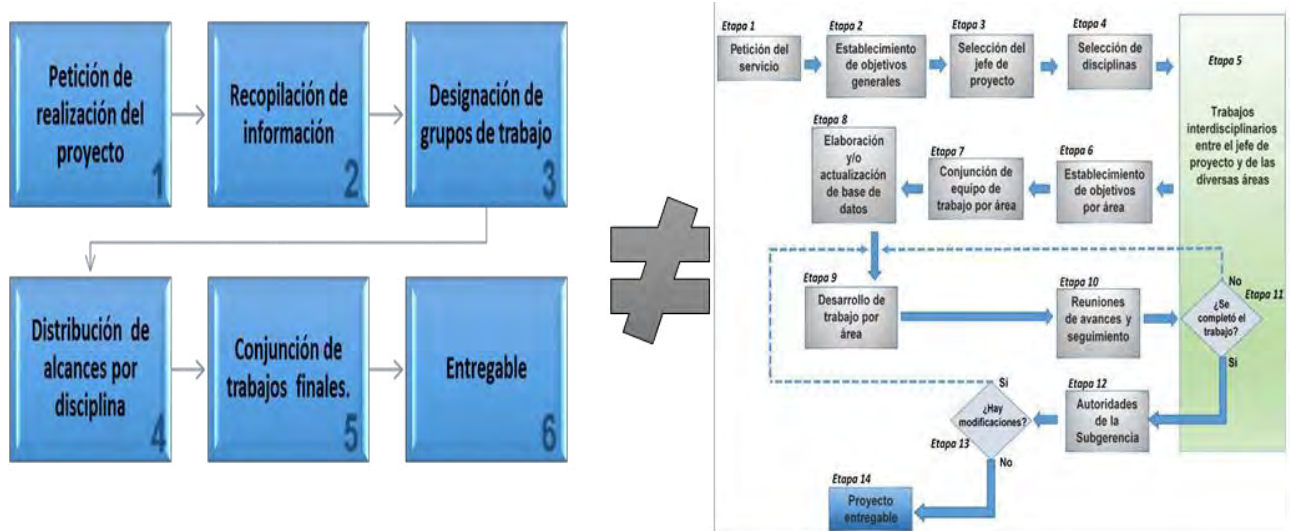 Petición de
realización del
proyecto
1
Recopilación de
información
2
Designación de
grupos de trabajo
3
Distribución de
alcances por
disciplina
4
Conjunción de
trabajos finales.
5
Entregable
6
Etapa 1
Petición del
servicio
Etapa 2
Establecimiento
de objetivos
generales
Etapa 3
Selección del
jefe de
proyecto
Etapa 4
Selección de
disciplinas
Etapa 5
Trabajos
interdisciplinarios
entre el jefe de
proyecto y de las
diversas áreas
Etapa 6
Establecimiento
de objetivos
por área
Etapa 7
Conjunción de
equipo de
trabajo por área
Etapa 8
Elaboración
y/o
actualización
de base de
datos
Etapa 9
Desarrollo de
trabajo por
área
Etapa 10
Reuniones
de avances y
seguimiento
No
Etapa 11
¿Se
completó el
trabajo?
Sí
Etapa 12
Autoridades
de la
Subgerencia
Si
¿Hay
modificaciones?
Etapa 13
No
Etapa 14
Proyecto
entregable